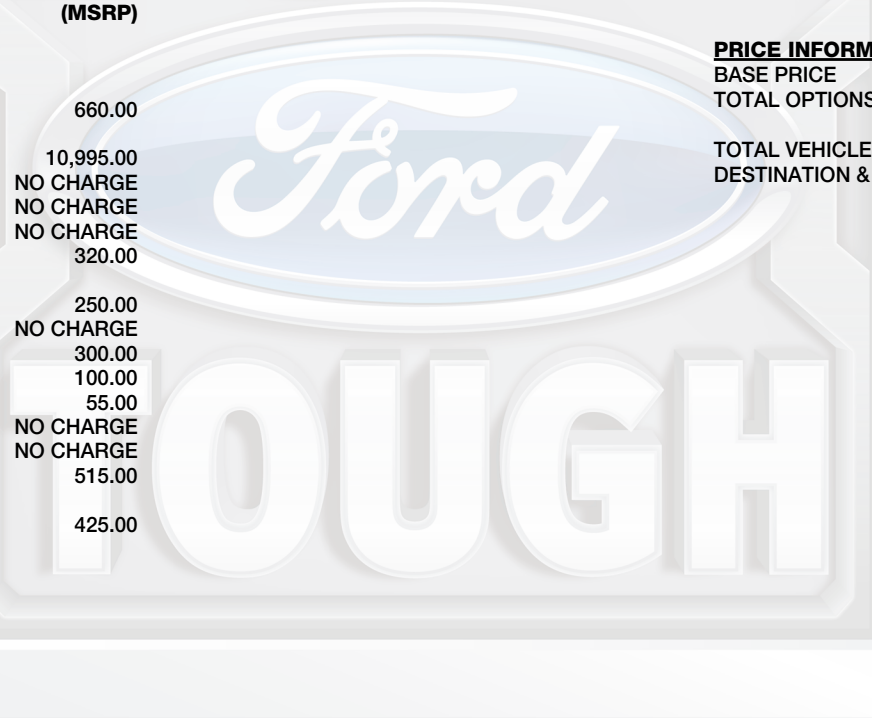 (MSRP)
660.00
10,995.00
NO CHARGE
NO CHARGE
NO CHARGE
320.00
250.00
NO CHARGE
300.00
100.00
55.00
NO CHARGE
NO CHARGE
515.00
425.00
PRICE INFORM
BASE PRICE
TOTAL OPTIONS
TOTAL VEHICLE
DESTINATION &
Ford
TOUGH